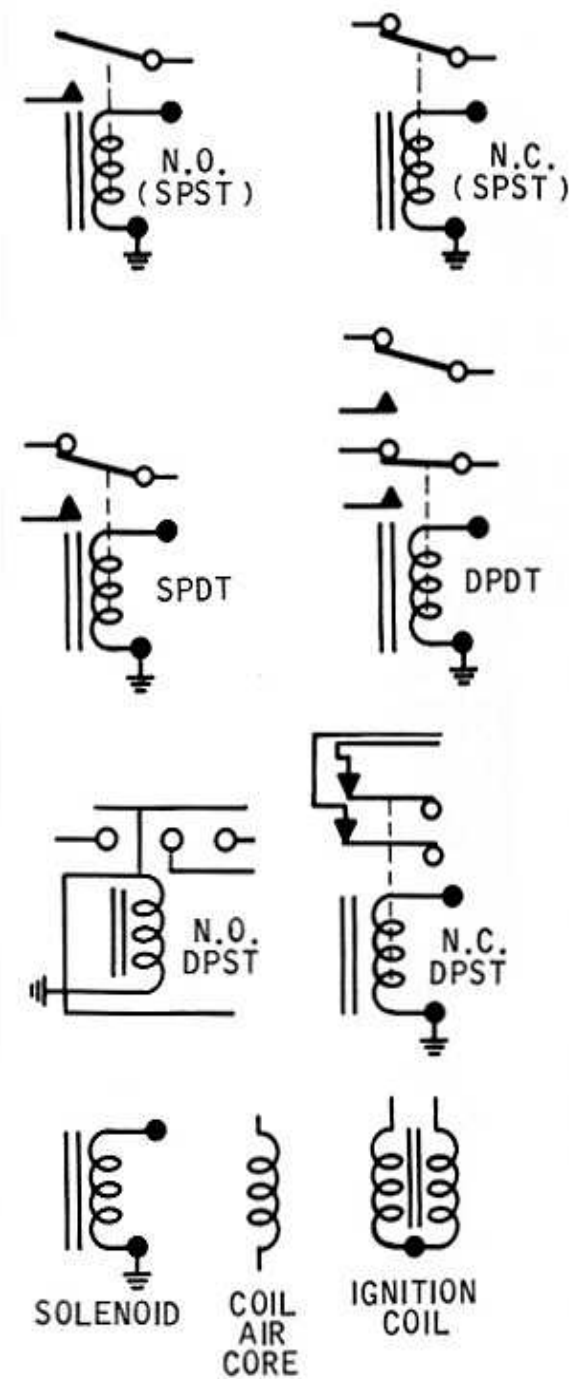 N.O.
(SPST)
N.C.
(SPST)
SPDT
DPDT
N.O.
DPST
N.C.
DPST
SOLENOID
COIL
AIR
CORE
IGNITION
COIL